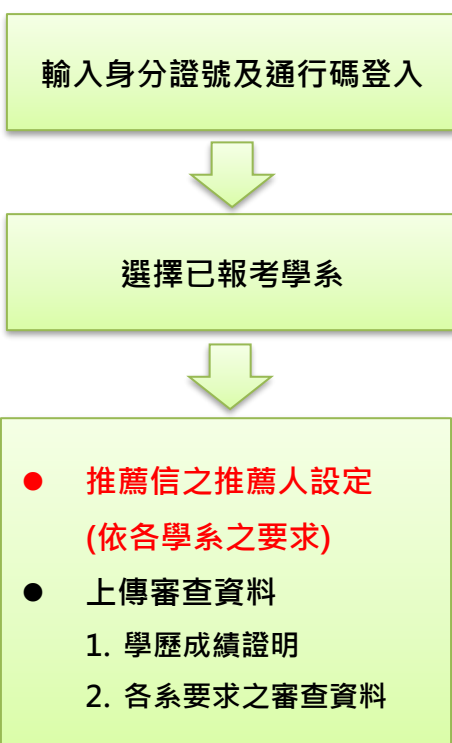 輸入身分證號及通行碼登入
選擇已報考學系
● 推薦信之推薦人設定
(依各學系之要求)
● 上傳審查資料
1. 學歷成績證明
2. 各系要求之審查資料